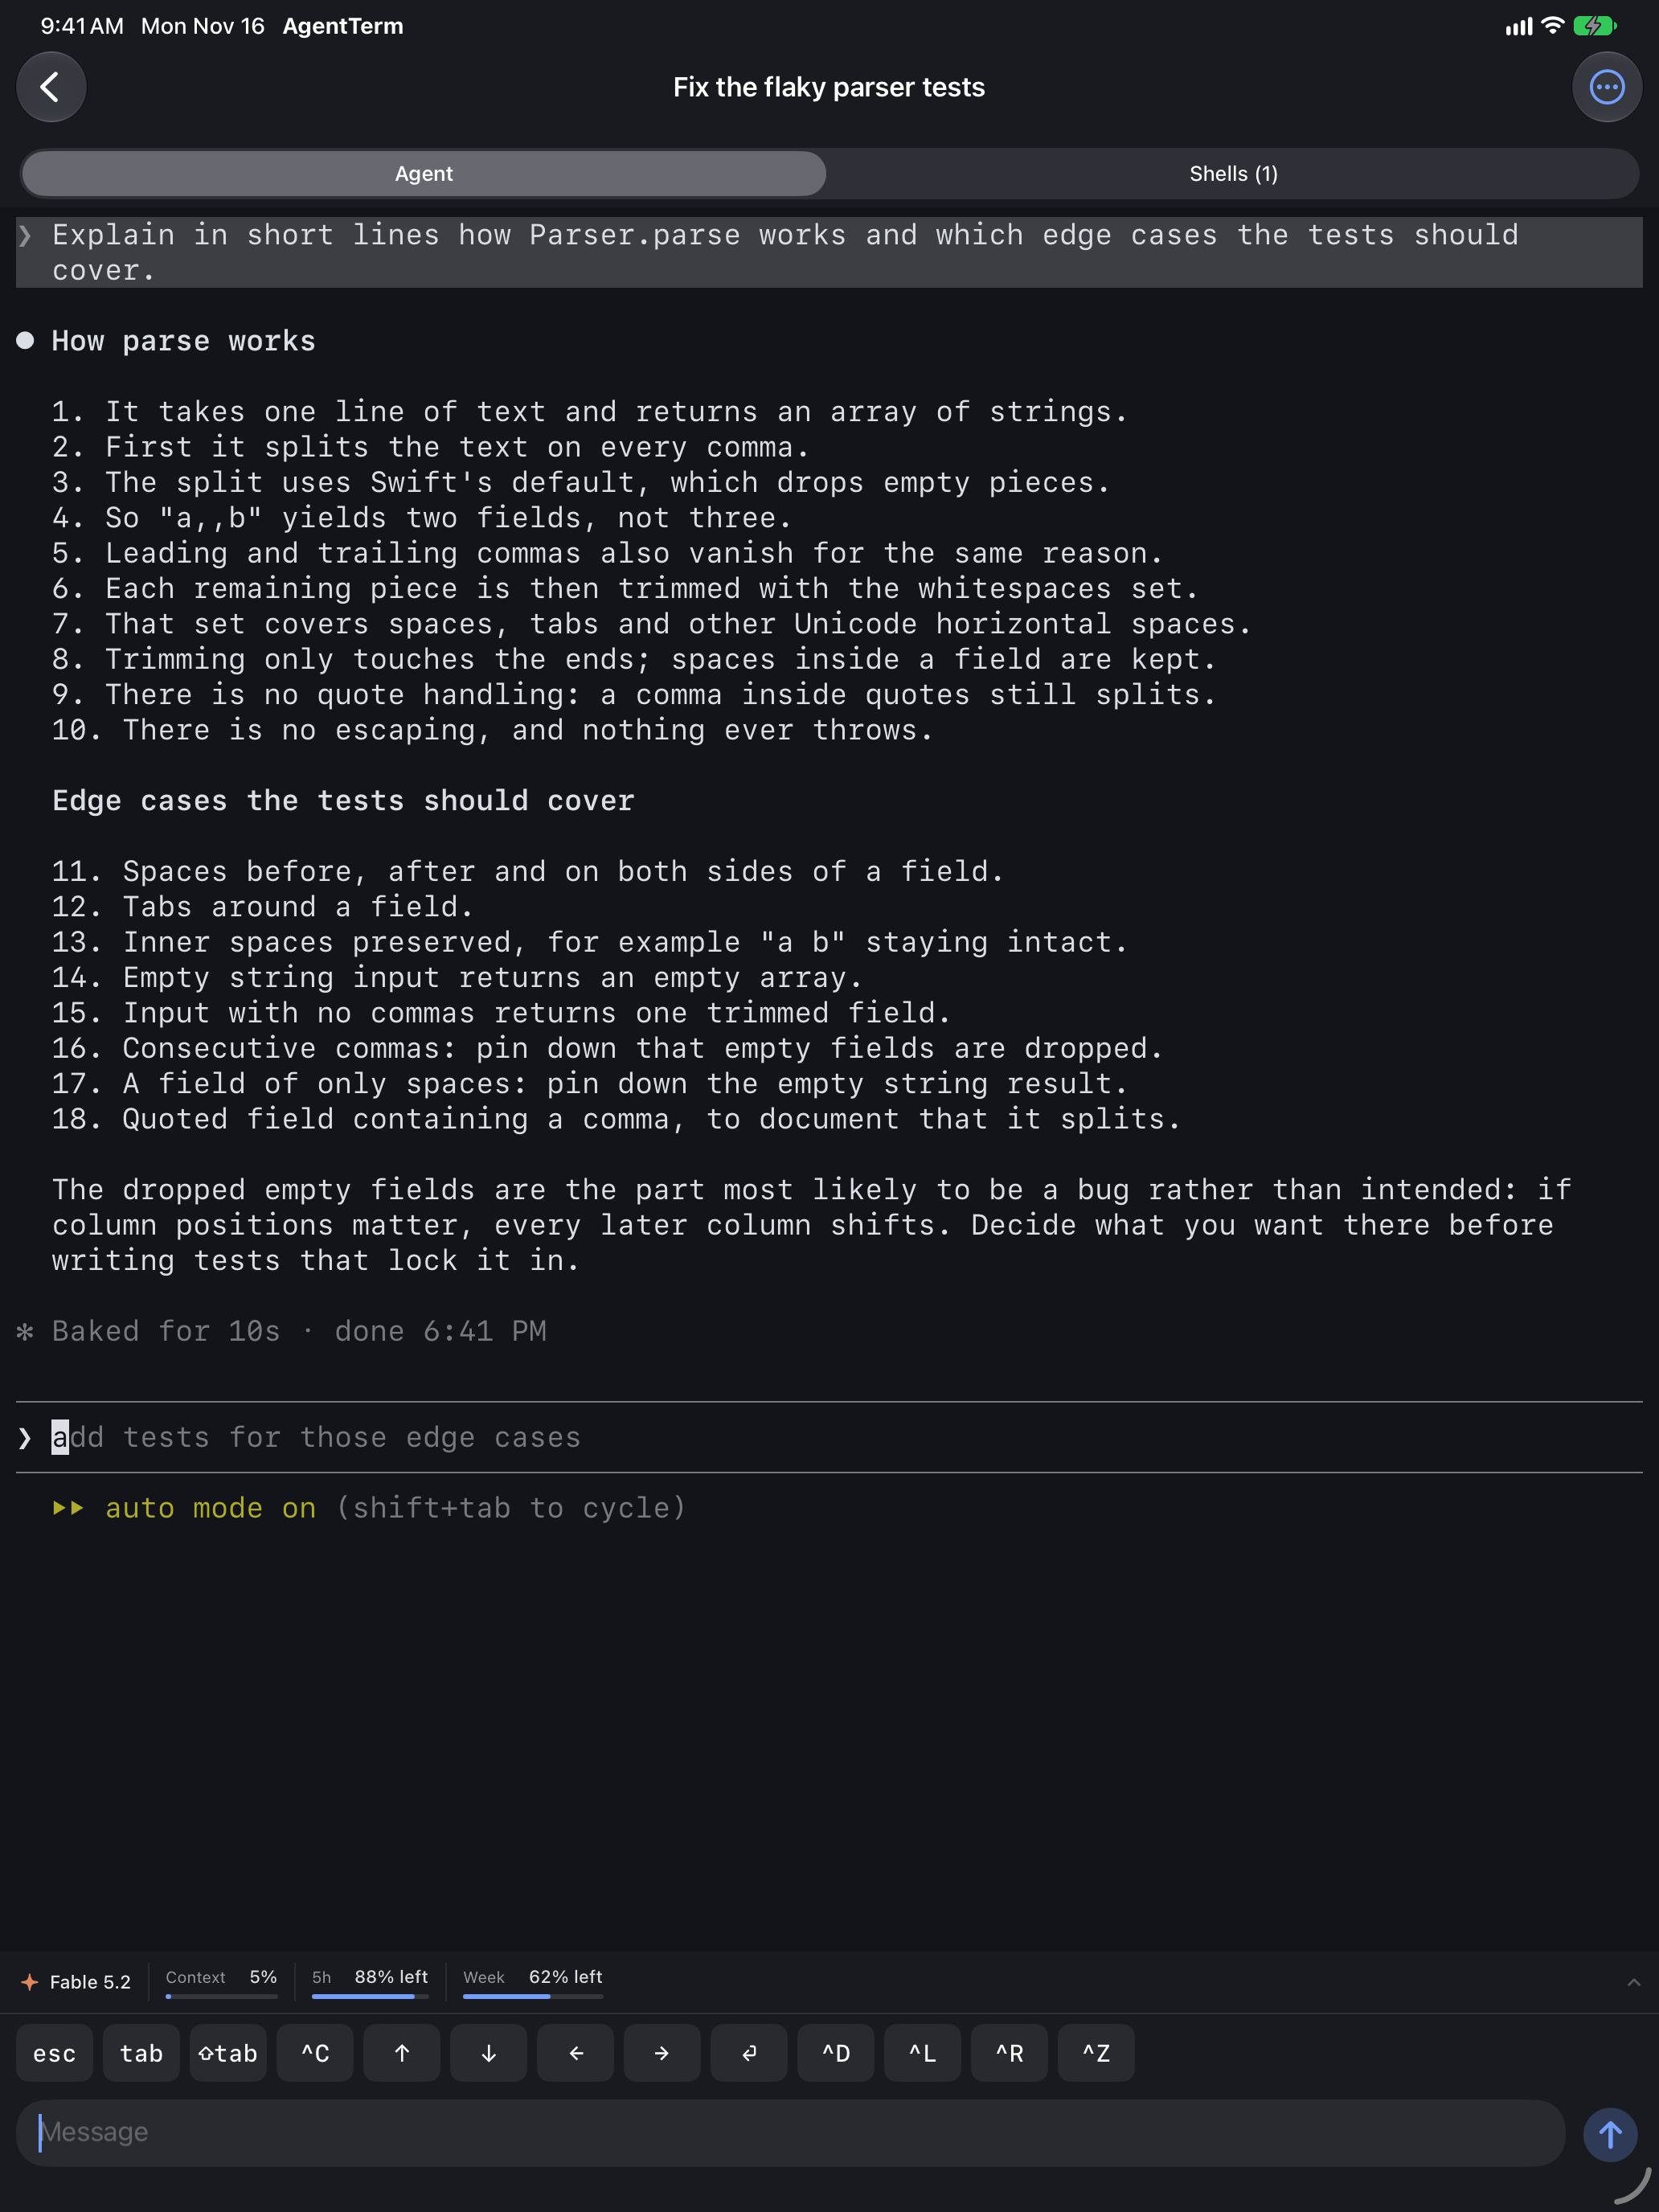 9:41 AM Mon Nov 16 AgentTerm
Fix the flaky parser tests
Agent
Shells (1)
❯ Explain in short lines how Parser.parse works and which edge cases the tests should
cover.
● How parse works
1. It takes one line of text and returns an array of strings.
2. First it splits the text on every comma.
3. The split uses Swift's default, which drops empty pieces.
4. So "a,,b" yields two fields, not three.
5. Leading and trailing commas also vanish for the same reason.
6. Each remaining piece is then trimmed with the whitespaces set.
7. That set covers spaces, tabs and other Unicode horizontal spaces.
8. Trimming only touches the ends; spaces inside a field are kept.
9. There is no quote handling: a comma inside quotes still splits.
10. There is no escaping, and nothing ever throws.
Edge cases the tests should cover
11. Spaces before, after and on both sides of a field.
12. Tabs around a field.
13. Inner spaces preserved, for example "a b" staying intact.
14. Empty string input returns an empty array.
15. Input with no commas returns one trimmed field.
16. Consecutive commas: pin down that empty fields are dropped.
17. A field of only spaces: pin down the empty string result.
18. Quoted field containing a comma, to document that it splits.
The dropped empty fields are the part most likely to be a bug rather than intended: if
column positions matter, every later column shifts. Decide what you want there before
writing tests that lock it in.
✻ Baked for 10s · done 6:41 PM
❯ add tests for those edge cases
⏵⏵ auto mode on (shift+tab to cycle)
Fable 5.2 Context 5% 5h 88% left Week 62% left
esc tab ⇧tab ^C ↑ ↓ ← → ⏎ ^D ^L ^R ^Z
Message